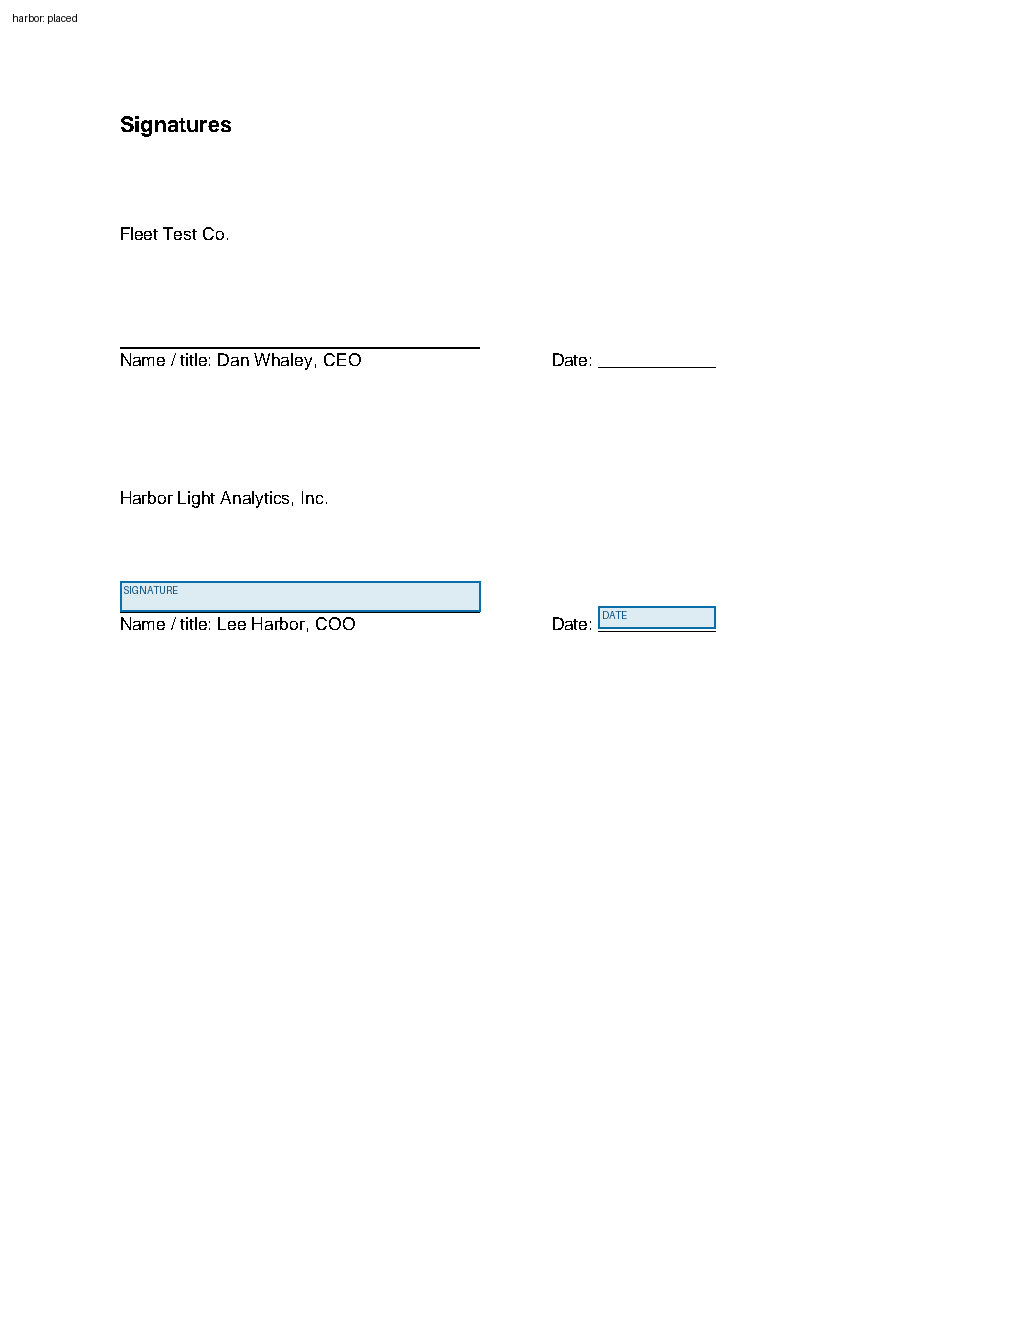 harbor: placed
Signatures
Fleet Test Co.
Name / title: Dan Whaley, CEO
Date:
Harbor Light Analytics, Inc.
SIGNATURE
Name / title: Lee Harbor, COO
Date: DATE